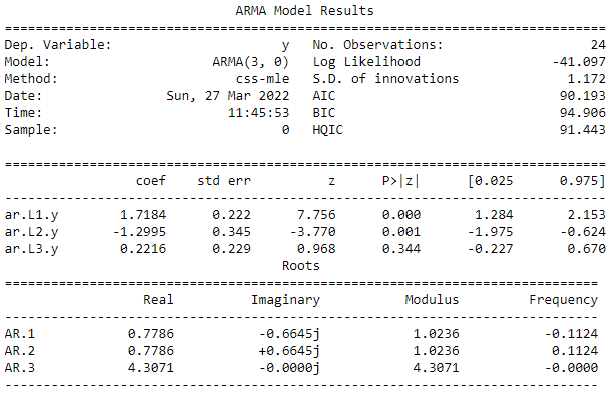 ARMA Model Results
==============================================================================
Dep. Variable: y No. Observations: 24
Model: ARMA(3, 0) Log Likelihood -41.097
Method: css-mle S.D. of innovations 1.172
Date: Sun, 27 Mar 2022 AIC 90.193
Time: 11:45:53 BIC 94.906
Sample: 0 HQIC 91.443
==============================================================================
coef std err z P>|z| [0.025 0.975]
------------------------------------------------------------------------------
ar.L1.y 1.7184 0.222 7.756 0.000 1.284 2.153
ar.L2.y -1.2995 0.345 -3.770 0.001 -1.975 -0.624
ar.L3.y 0.2216 0.229 0.968 0.344 -0.227 0.670
Roots
=============================================================================
Real Imaginary Modulus Frequency
-----------------------------------------------------------------------------
AR.1 0.7786 -0.6645j 1.0236 -0.1124
AR.2 0.7786 +0.6645j 1.0236 0.1124
AR.3 4.3071 -0.0000j 4.3071 -0.0000
-----------------------------------------------------------------------------